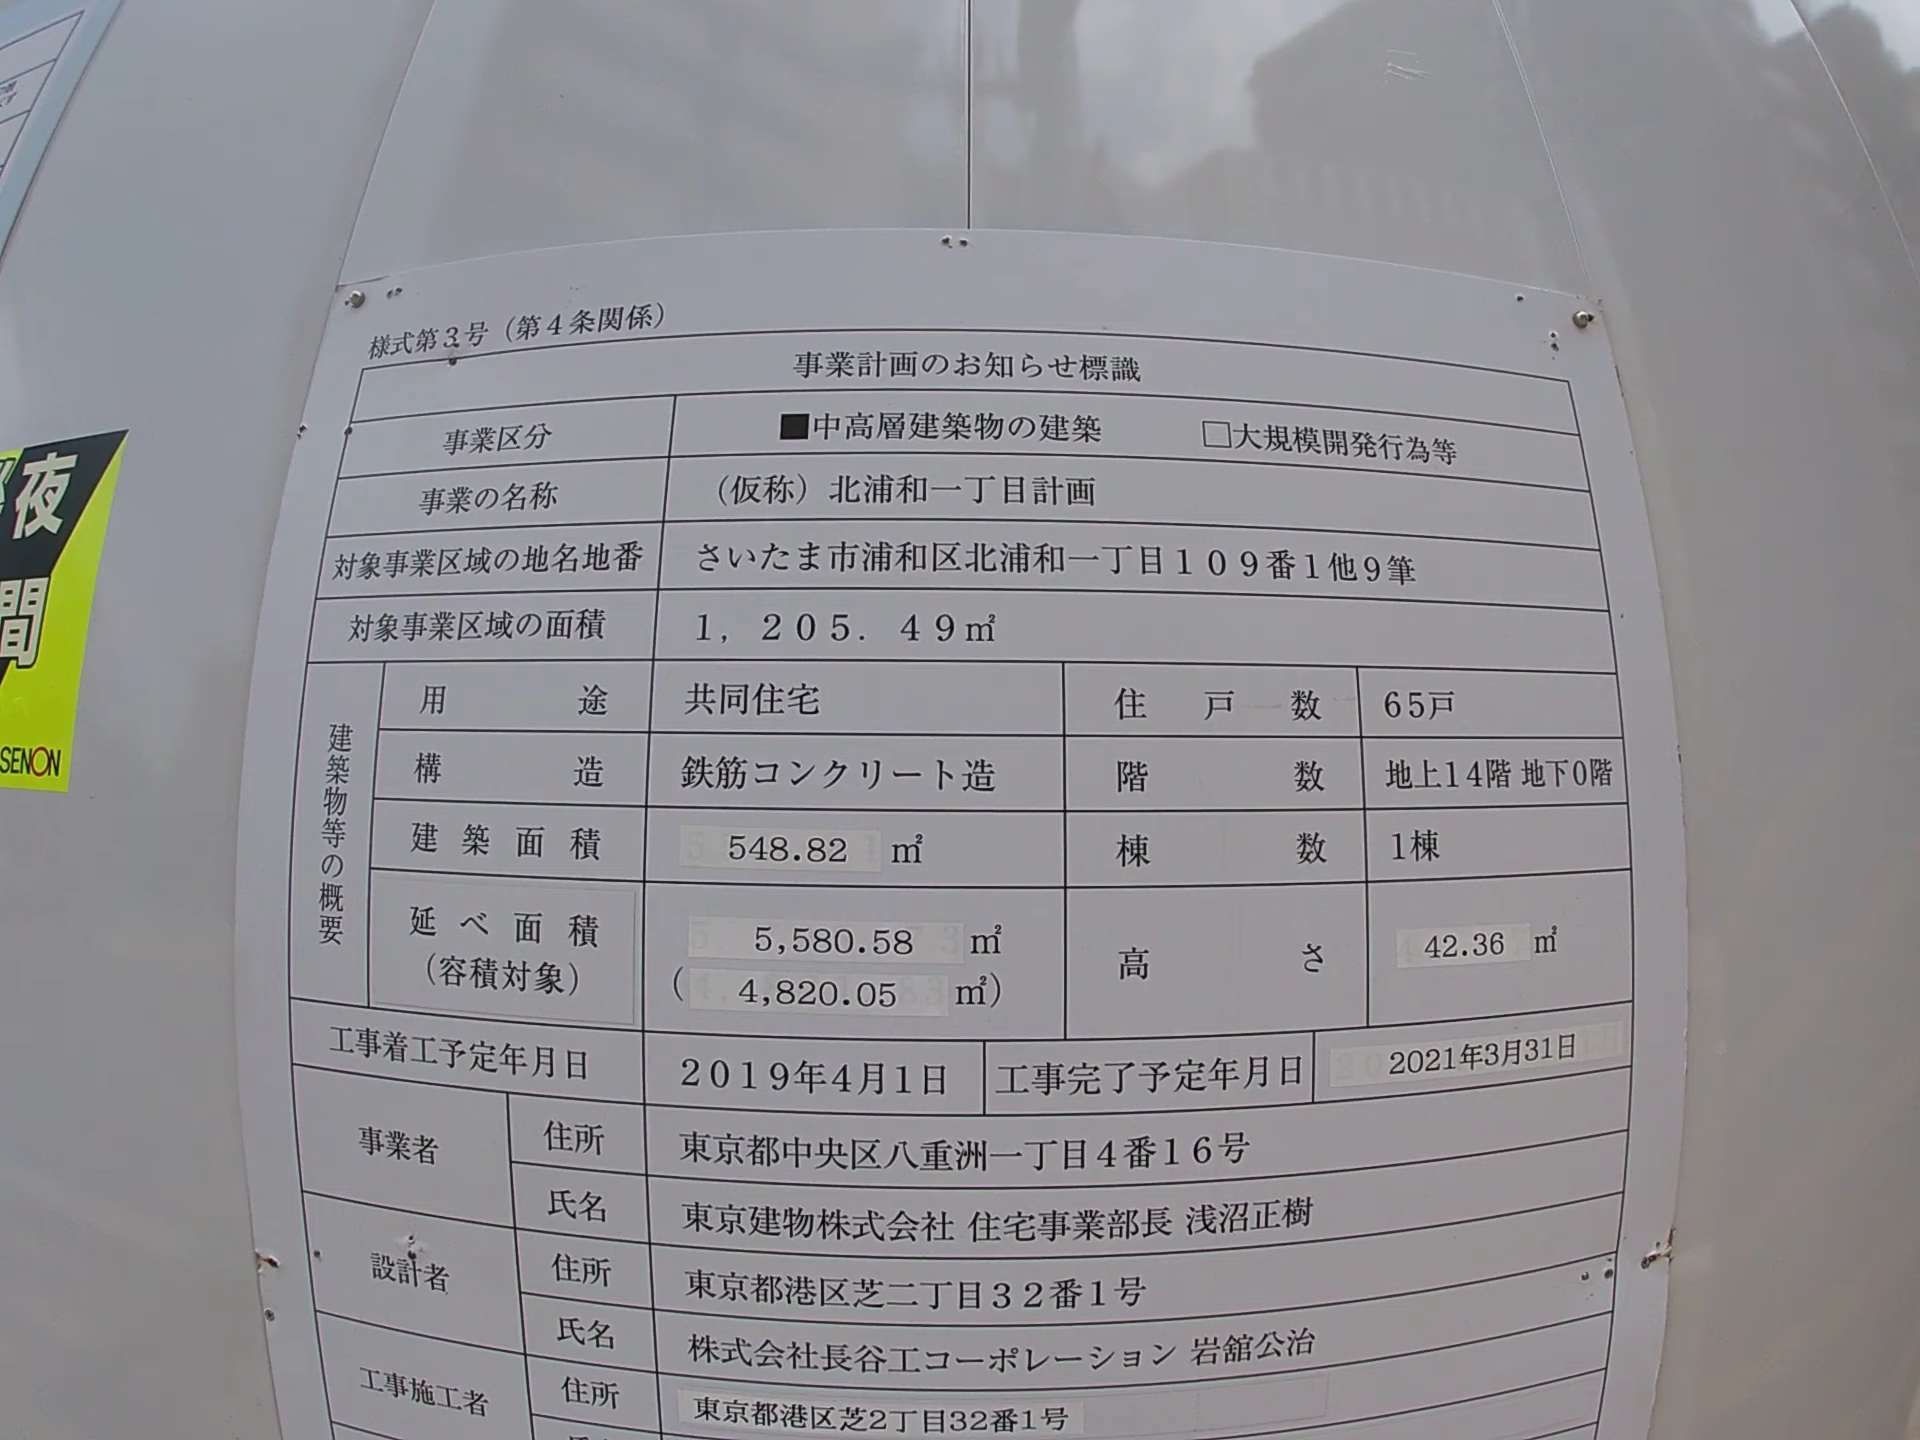 様式第3号（第4条関係）
事業計画のお知らせ標識
事業区分 ■中高層建築物の建築 □大規模開発行為等
事業の名称 （仮称）北浦和一丁目計画
対象事業区域の地名地番 さいたま市浦和区北浦和一丁目109番1他9筆
対象事業区域の面積 1,205.49㎡
建築物等の概要
用途 共同住宅 住戸数 65戸
構造 鉄筋コンクリート造 階数 地上14階 地下0階
建築面積 548.82 ㎡ 棟数 1棟
延べ面積 5,580.58 ㎡ 高さ 42.36 ㎡
（容積対象） （4,820.05 ㎡）
工事着工予定年月日 2019年4月1日 工事完了予定年月日 2021年3月31日
事業者 住所 東京都中央区八重洲一丁目4番16号
氏名 東京建物株式会社 住宅事業部長 浅沼正樹
設計者 住所 東京都港区芝二丁目32番1号
氏名 株式会社長谷工コーポレーション 岩舘公治
工事施工者 住所 東京都港区芝2丁目32番1号
夜
間
SENON